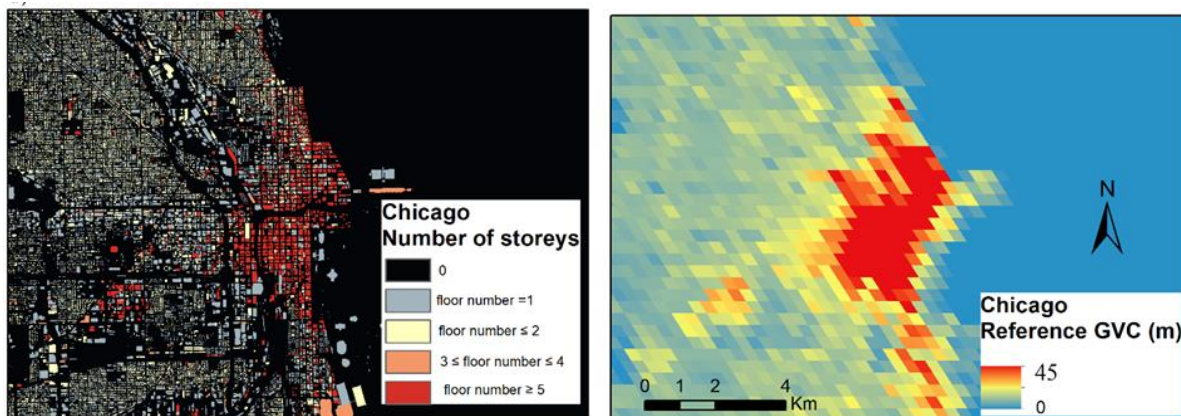 Chicago
Number of storeys
0
floor number =1
floor number ≤ 2
3 ≤ floor number ≤ 4
floor number ≥ 5
N
Chicago
Reference GVC (m)
45
0
0 1 2 4
Km